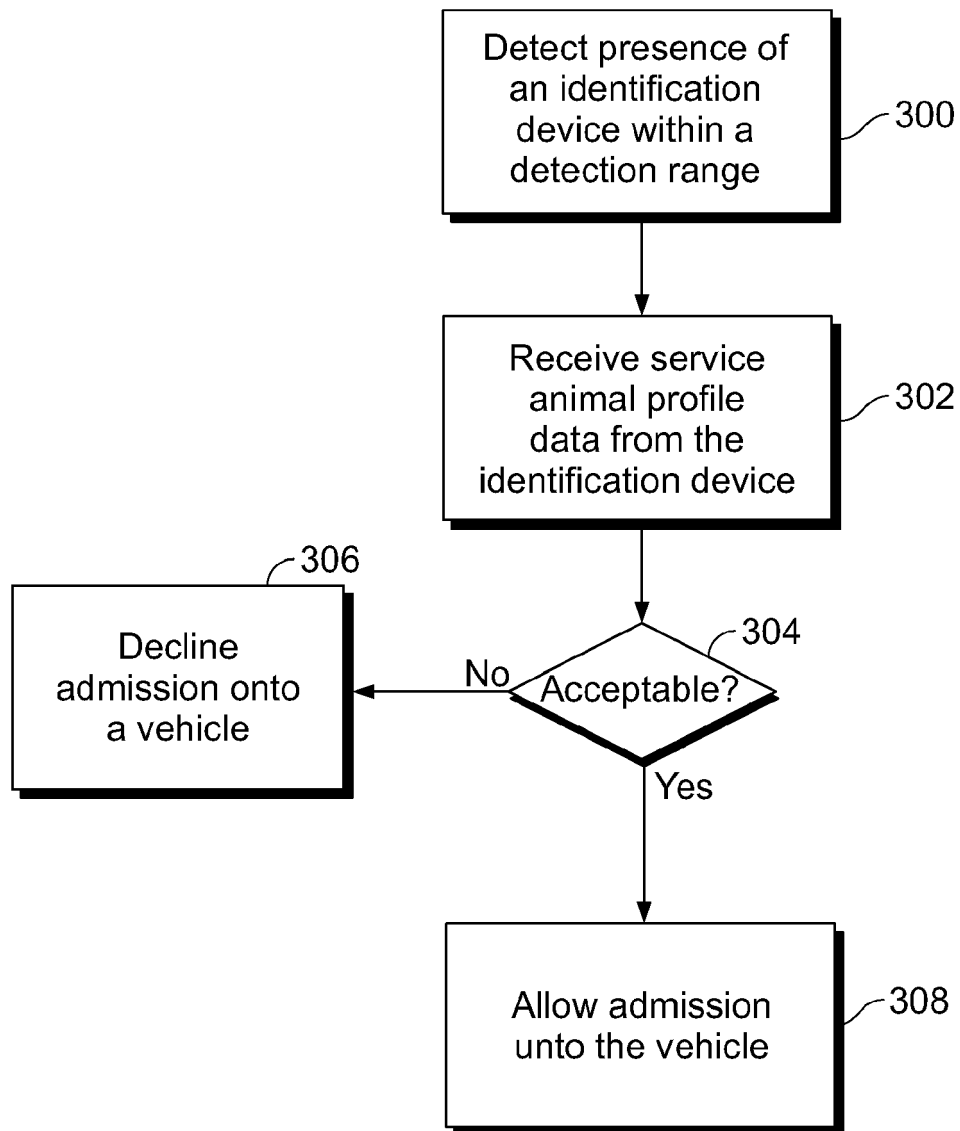 Detect presence of
an identification
device within a
detection range
300
Receive service
animal profile
data from the
identification device
302
306
Decline
admission onto
a vehicle
304
Acceptable?
No
Yes
Allow admission
unto the vehicle
308